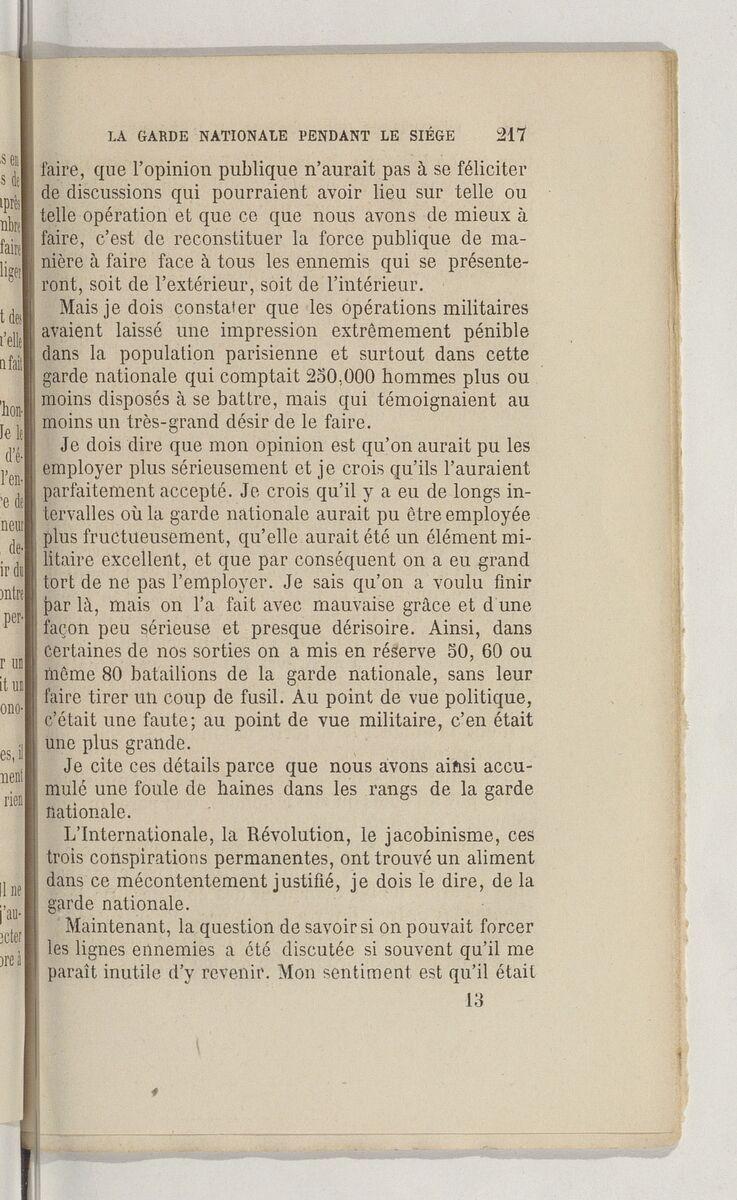 LA GARDE NATIONALE PENDANT LE SIÉGE 217
faire, que l'opinion publique n'aurait pas à se féliciter
de discussions qui pourraient avoir lieu sur telle ou
telle opération et que ce que nous avons de mieux à
faire, c'est de reconstituer la force publique de ma-
nière à faire face à tous les ennemis qui se présente-
ront, soit de l'extérieur, soit de l'intérieur.
Mais je dois constater que les opérations militaires
avaient laissé une impression extrêmement pénible
dans la population parisienne et surtout dans cette
garde nationale qui comptait 250,000 hommes plus ou
moins disposés à se battre, mais qui témoignaient au
moins un très-grand désir de le faire.
Je dois dire que mon opinion est qu'on aurait pu les
employer plus sérieusement et je crois qu'ils l'auraient
parfaitement accepté. Je crois qu'il y a eu de longs in-
tervalles où la garde nationale aurait pu être employée
plus fructueusement, qu'elle aurait été un élément mi-
litaire excellent, et que par conséquent on a eu grand
tort de ne pas l'employer. Je sais qu'on a voulu finir
par là, mais on l'a fait avec mauvaise grâce et d'une
façon peu sérieuse et presque dérisoire. Ainsi, dans
certaines de nos sorties on a mis en réserve 50, 60 ou
même 80 bataillons de la garde nationale, sans leur
faire tirer un coup de fusil. Au point de vue politique,
c'était une faute; au point de vue militaire, c'en était
une plus grande.
Je cite ces détails parce que nous avons ainsi accu-
mulé une foule de haines dans les rangs de la garde
nationale.
L'Internationale, la Révolution, le jacobinisme, ces
trois conspirations permanentes, ont trouvé un aliment
dans ce mécontentement justifié, je dois le dire, de la
garde nationale.
Maintenant, la question de savoir si on pouvait forcer
les lignes ennemies a été discutée si souvent qu'il me
paraît inutile d'y revenir. Mon sentiment est qu'il était
13